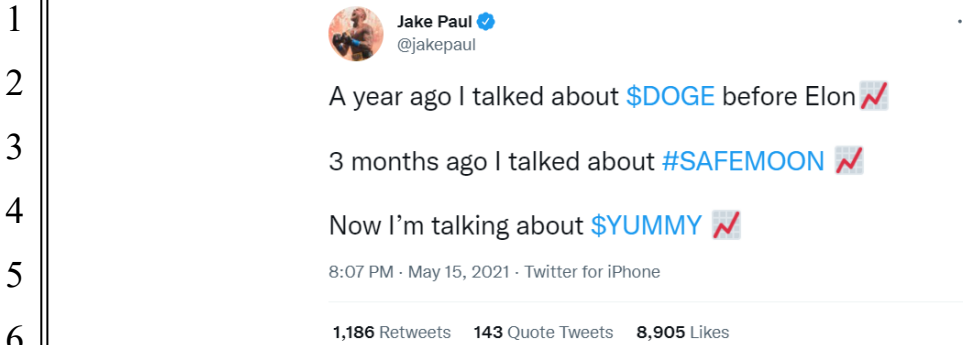 1
Jake Paul
@jakepaul
2
A year ago I talked about $DOGE before Elon📈
3
3 months ago I talked about #SAFEMOON 📈
4
Now I’m talking about $YUMMY 📈
5
8:07 PM · May 15, 2021 · Twitter for iPhone
6
1,186 Retweets 143 Quote Tweets 8,905 Likes